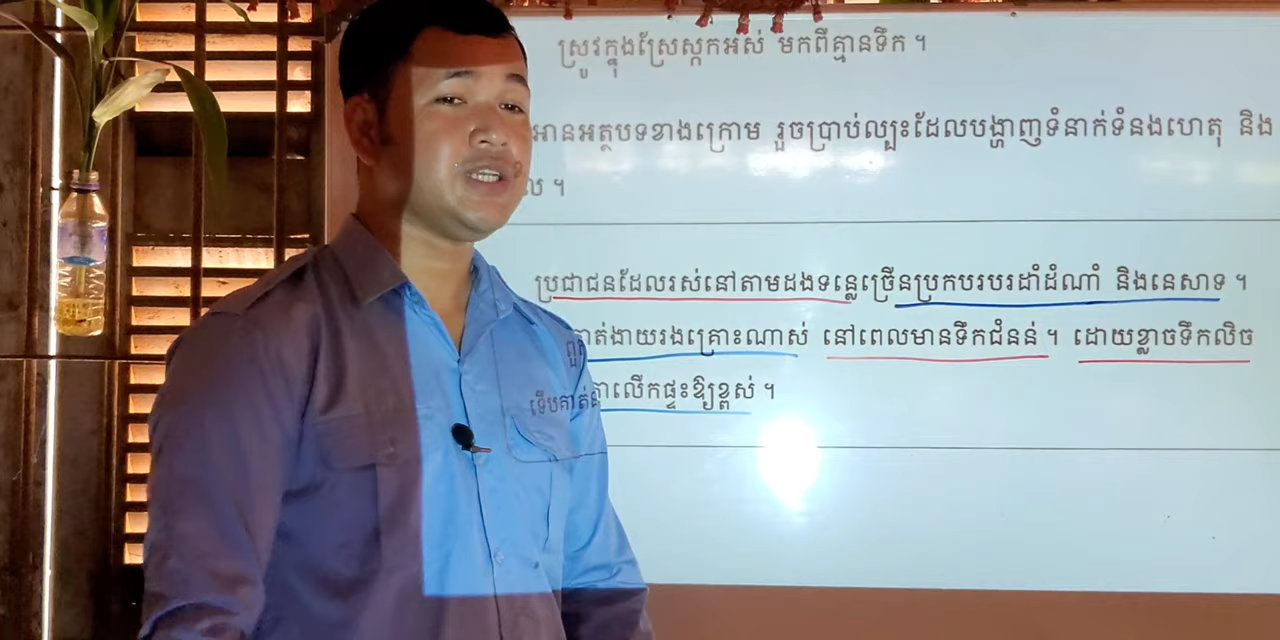 ស្រូវក្នុងស្រែស្កកអស់ មកពីគ្មានទឹក ។
អានអត្ថបទខាងក្រោម រួចប្រាប់ល្បះដែលបង្ហាញទំនាក់ទំនងហេតុ និង
ល ។
ប្រជាជនដែលរស់នៅតាមដងទន្លេច្រើនប្រកបរបរដាំដំណាំ និងនេសាទ ។
ងាយរងគ្រោះណាស់ នៅពេលមានទឹកជំនន់ ។ ដោយខ្លាចទឹកលិច
ទើបគាត់នាំគ្នាលើកផ្ទះឱ្យខ្ពស់ ។